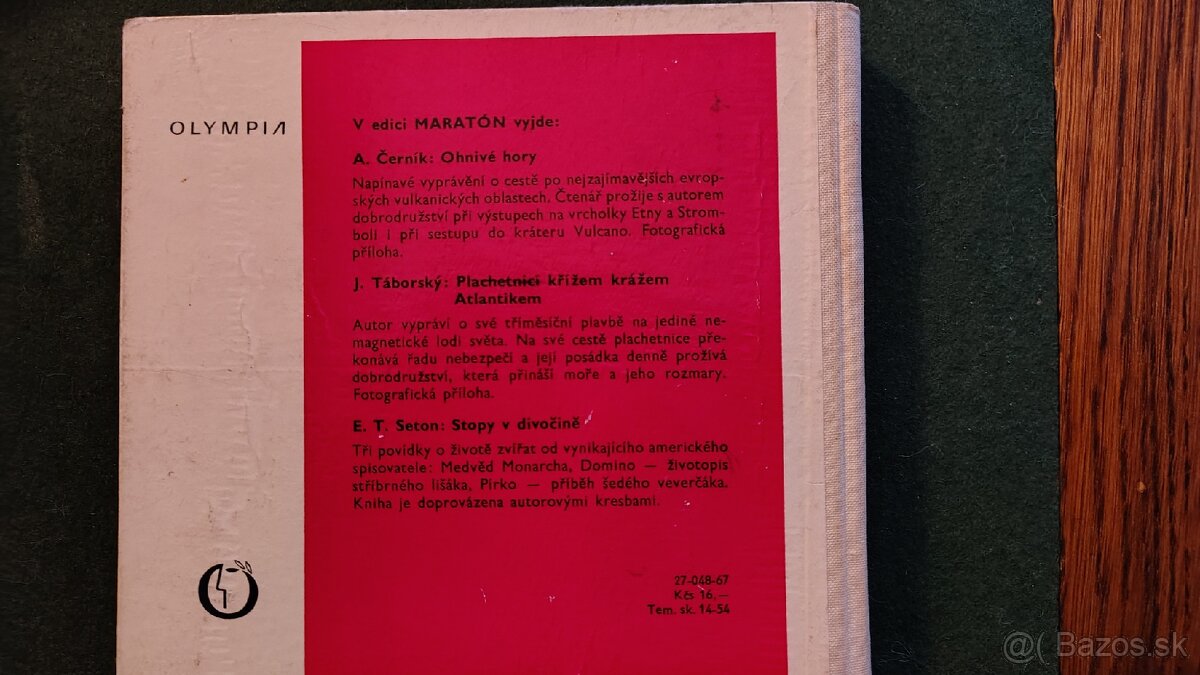 OLYMPIA
V edici MARATÓN vyjde:
A. Černík: Ohnivé hory
Napínavé vyprávění o cestě po nejzajímavějších evrop-
ských vulkanických oblastech. Čtenář prožije s autorem
dobrodružství při výstupech na vrcholky Etny a Strom-
boli i při sestupu do kráteru Vulcano. Fotografická
příloha.
J. Táborský: Plachetnicí křížem krážem
Atlantikem
Autor vypráví o své tříměsíční plavbě na jediné ne-
magnetické lodi světa. Na své cestě plachetnice pře-
konává řadu nebezpečí a její posádka denně prožívá
dobrodružství, která přináší moře a jeho rozmary.
Fotografická příloha.
E. T. Seton: Stopy v divočině
Tři povídky o životě zvířat od vynikajícího amerického
spisovatele: Medvěd Monarcha, Domino — životopis
stříbrného lišáka, Pirko — příběh šedého veverčáka.
Kniha je doprovázena autorovými kresbami.
27-048-67
Kčs 16,—
Tem. sk. 14-54
@( Bazos.sk